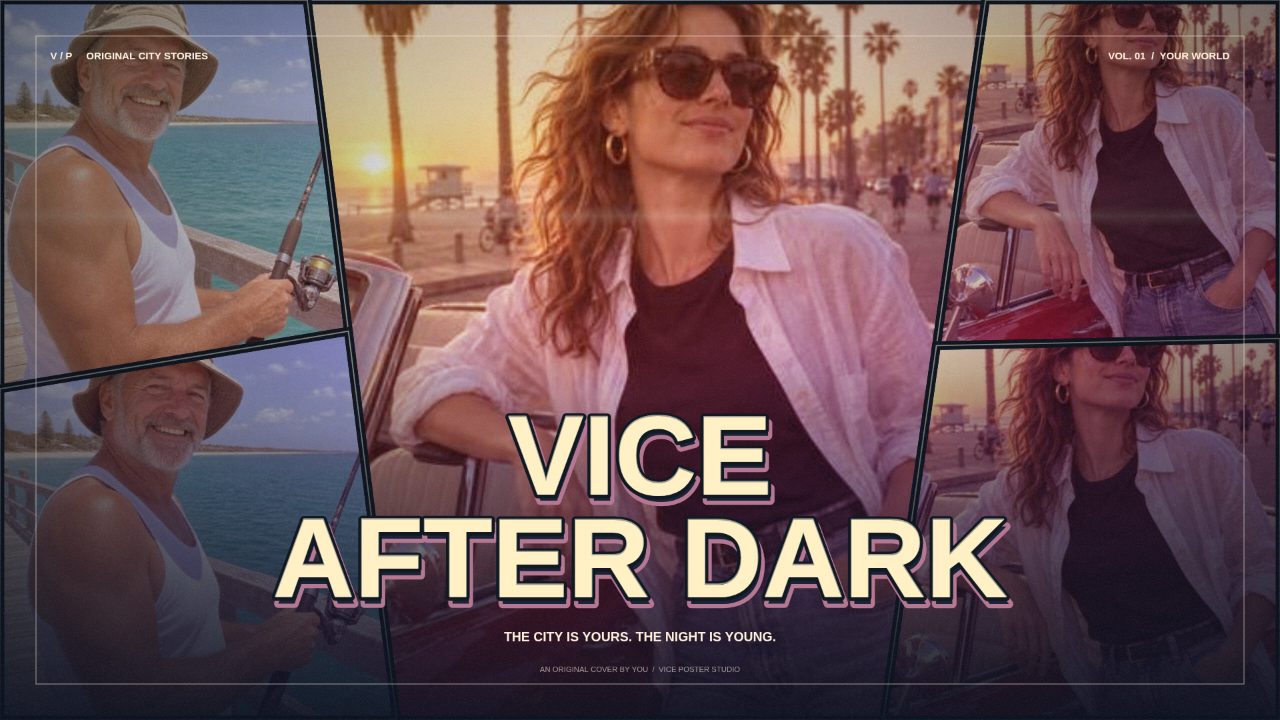 V / P ORIGINAL CITY STORIES
VOL. 01 / YOUR WORLD
VICE
AFTER DARK
THE CITY IS YOURS. THE NIGHT IS YOUNG.
AN ORIGINAL COVER BY YOU / VICE POSTER STUDIO